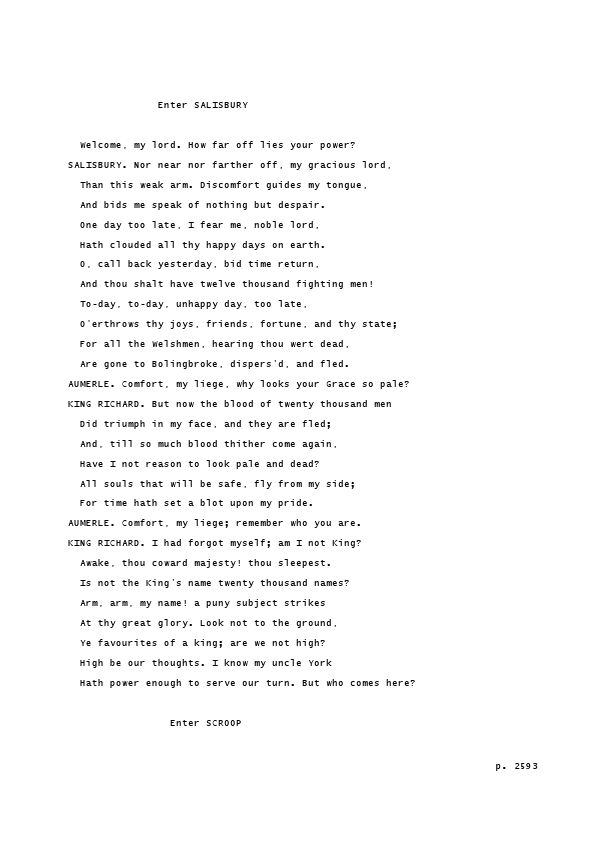 Enter SALISBURY
Welcome, my lord. How far off lies your power?
SALISBURY. Nor near nor farther off, my gracious lord,
Than this weak arm. Discomfort guides my tongue,
And bids me speak of nothing but despair.
One day too late, I fear me, noble lord,
Hath clouded all thy happy days on earth.
O, call back yesterday, bid time return,
And thou shalt have twelve thousand fighting men!
To-day, to-day, unhappy day, too late,
O'erthrows thy joys, friends, fortune, and thy state;
For all the Welshmen, hearing thou wert dead,
Are gone to Bolingbroke, dispers'd, and fled.
AUMERLE. Comfort, my liege, why looks your Grace so pale?
KING RICHARD. But now the blood of twenty thousand men
Did triumph in my face, and they are fled;
And, till so much blood thither come again,
Have I not reason to look pale and dead?
All souls that will be safe, fly from my side;
For time hath set a blot upon my pride.
AUMERLE. Comfort, my liege; remember who you are.
KING RICHARD. I had forgot myself; am I not King?
Awake, thou coward majesty! thou sleepest.
Is not the King's name twenty thousand names?
Arm, arm, my name! a puny subject strikes
At thy great glory. Look not to the ground,
Ye favourites of a king; are we not high?
High be our thoughts. I know my uncle York
Hath power enough to serve our turn. But who comes here?
Enter SCROOP
p. 2593